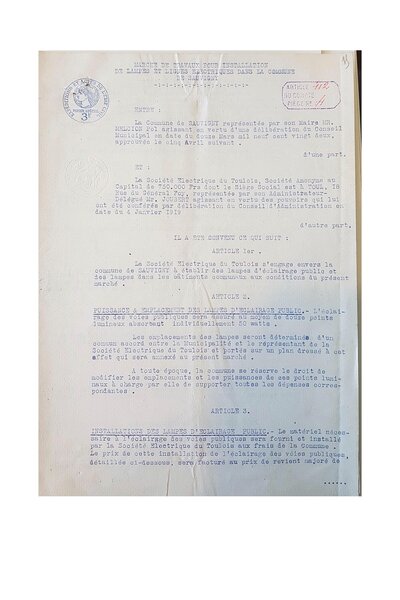 MARCHE DE TRAVAUX POUR INSTALLATION
DE LAMPES ET LIGNES ELECTRIQUES DANS LA COMMUNE
DE SAUVIGNY
3F
ENTRE :
La Commune de SAUVIGNY représentée par son Maire MR.
Pol agissant en vertu d'une délibération du Conseil
Municipal en date du douze Mars mil neuf cent vingt deux,
approuvée le cinq Avril suivant .
d'une part.
ET :
La Société Electrique du Toulois, Société Anonyme au
Capital de 750.000 Frs dont le Siège Social est à TOUL, 18
Rue du Général Foy, représentée par son Administrateur-
Délégué Mr. agissant en vertu des pouvoirs qui lui
ont été conférés par délibération du Conseil d'Administration en
date du 4 Janvier 1919
d'autre part.
IL A ETE CONVENU CE QUI SUIT :
ARTICLE 1er.
La Société Electrique du Toulois s'engage envers la
commune de SAUVIGNY à établir des lampes d'éclairage public et
des lampes dans les bâtiments communaux aux conditions du présent
marché .
ARTICLE 2.
PUISSANCE & EMPLACEMENT DES LAMPES D'ECLAIRAGE PUBLIC.- L'éclai-
rage des voies publiques sera assuré au moyen de douze points
lumineux absorbant individuellement 50 watts .
Les emplacements des lampes seront déterminés d'un
commun accord entre la Municipalité et le représentant de la
Société Electrique du Toulois et portés sur un plan dressé à cet
effet qui sera annexé au présent marché .
A toute époque, la commune se réserve le droit de
modifier les emplacements et les puissances de ces points lumi-
naux à charge par elle de supporter toutes les dépenses corres-
pondantes .
ARTICLE 3.
INSTALLATIONS DES LAMPES D'ECLAIRAGE PUBLIC.- Le matériel néces-
saire à l'éclairage des voies publiques sera fourni et installé
par la Société Electrique du Toulois aux frais de la Commune .
Le prix de cette installation de l'éclairage des voies publiques,
détaillée ci-dessous, sera facturé au prix de revient majoré de
......